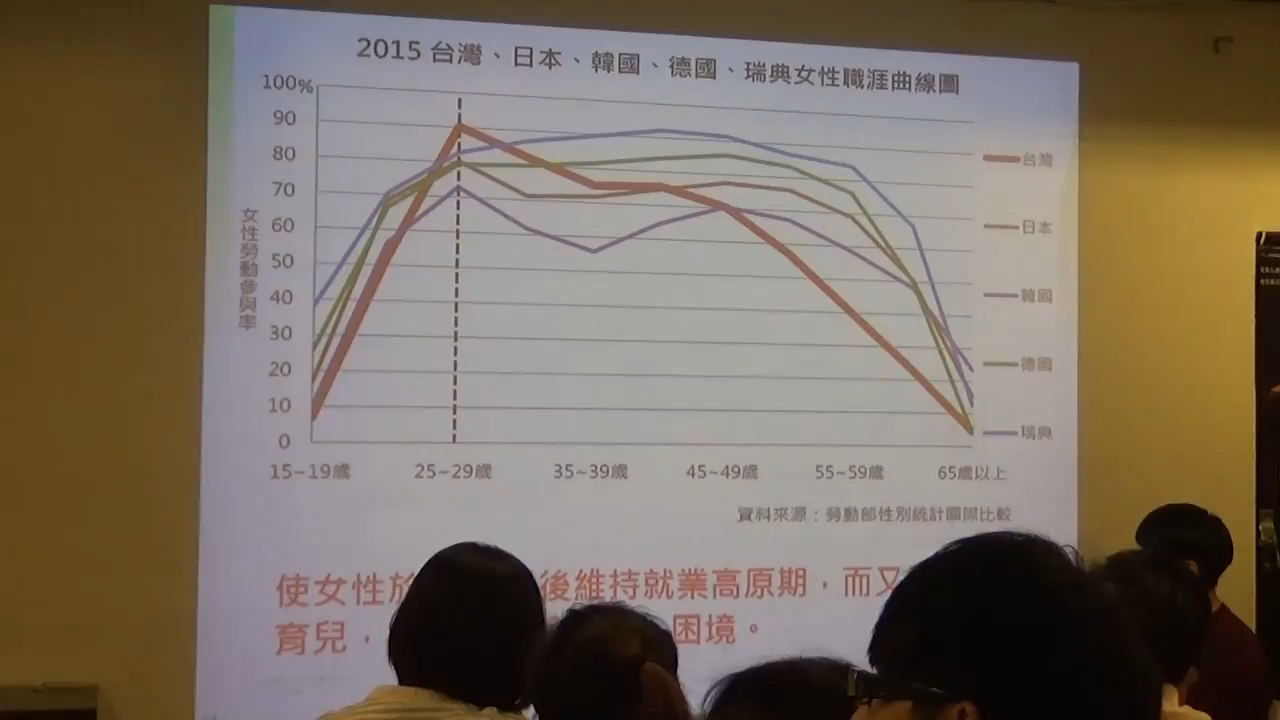 2015 台灣、日本、韓國、德國、瑞典女性職涯曲線圖
100%
90
80
70
60
50
40
30
20
10
0
女性勞動參與率
15~19歲 25~29歲 35~39歲 45~49歲 55~59歲 65歲以上
台灣
日本
韓國
德國
瑞典
資料來源：勞動部性別統計國際比較
使女性於 後維持就業高原期，而又
育兒， 困境。